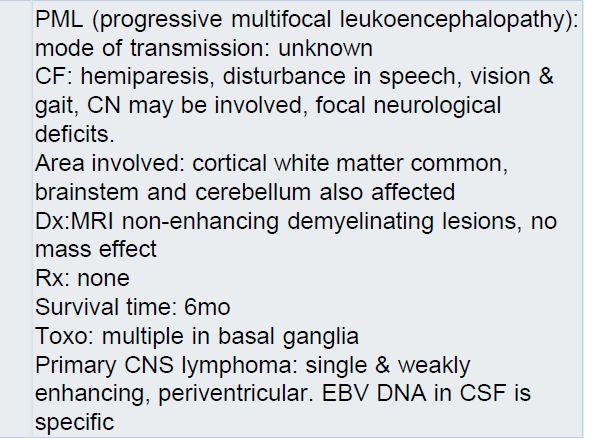 PML (progressive multifocal leukoencephalopathy):
mode of transmission: unknown
CF: hemiparesis, disturbance in speech, vision &
gait, CN may be involved, focal neurological
deficits.
Area involved: cortical white matter common,
brainstem and cerebellum also affected
Dx:MRI non-enhancing demyelinating lesions, no
mass effect
Rx: none
Survival time: 6mo
Toxo: multiple in basal ganglia
Primary CNS lymphoma: single & weakly
enhancing, periventricular. EBV DNA in CSF is
specific